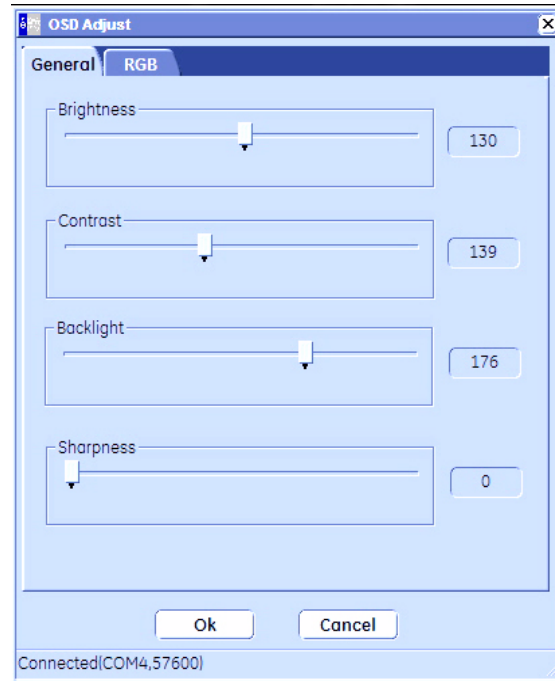 OSD Adjust
General RGB
Brightness
130
Contrast
139
Backlight
176
Sharpness
0
Ok Cancel
Connected(COM4,57600)